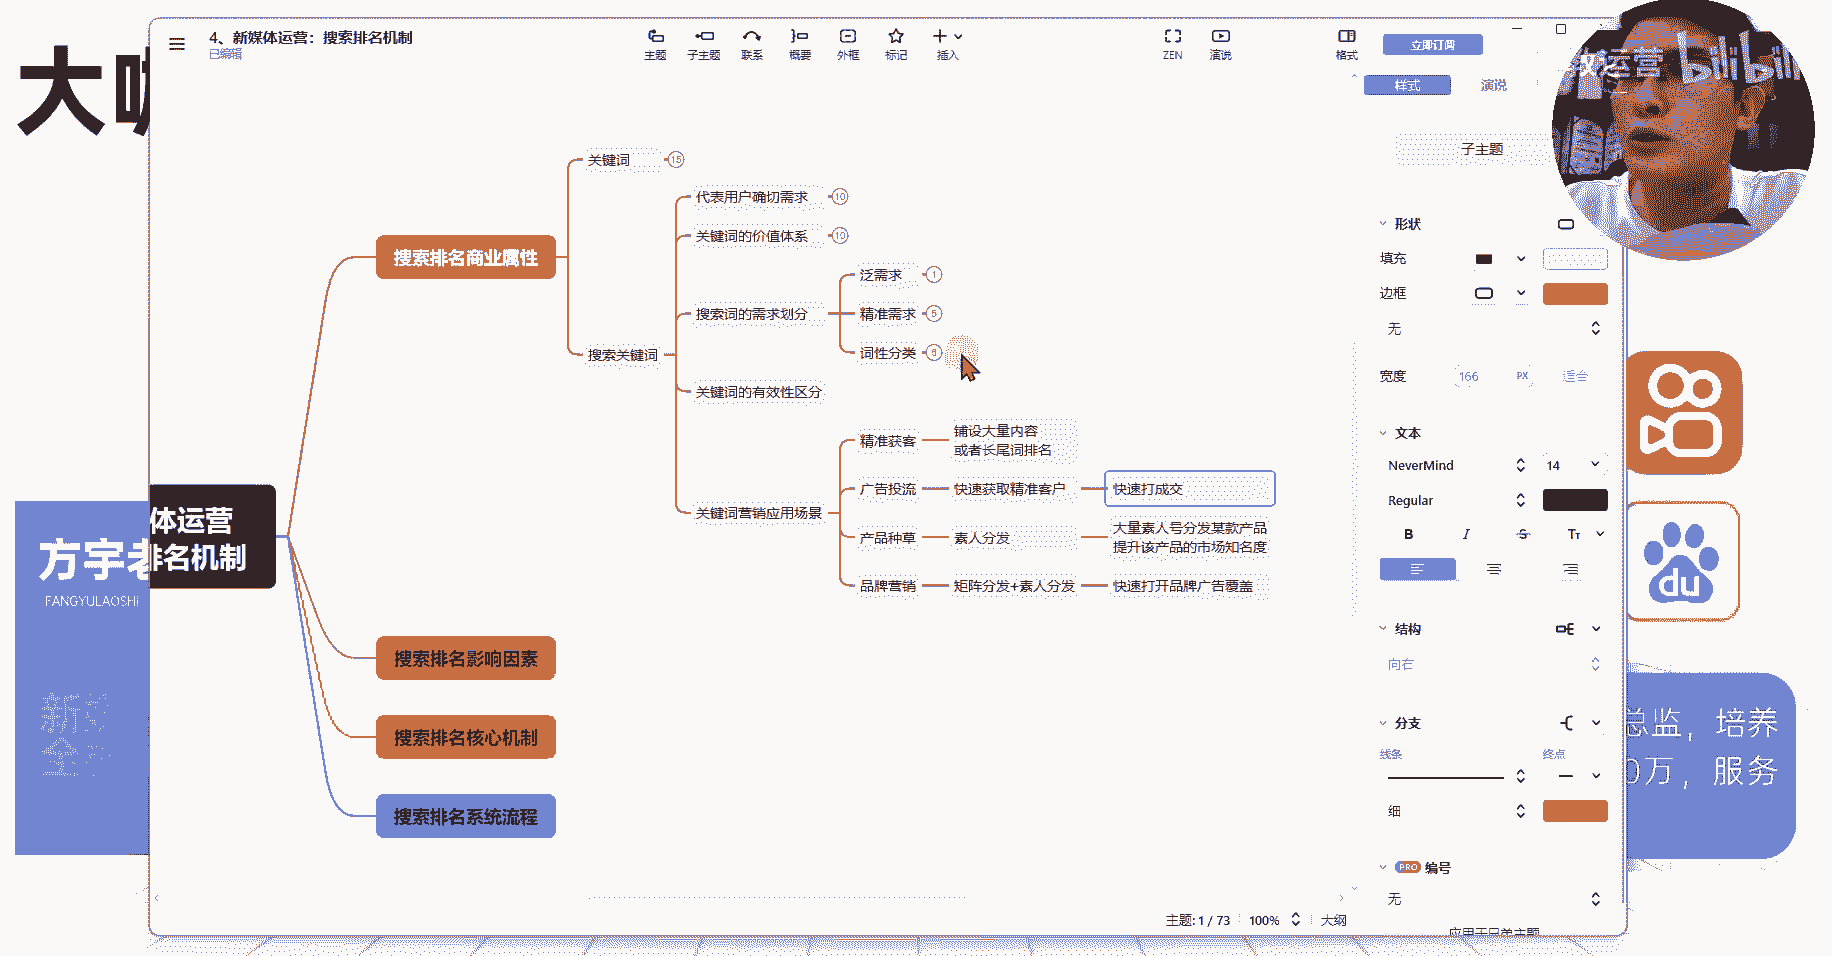 大咖
4、新媒体运营：搜索排名机制
已编辑
主题
子主题
联系
概要
外框
标记
插入
ZEN
演说
格式
立即订阅
运营 bilibili
样式
演说
子主题
关键词
15
代表用户确切需求
10
关键词的价值体系
10
搜索排名商业属性
泛需求
1
搜索词的需求划分
精准需求
5
搜索关键词
词性分类
6
关键词的有效性区分
精准获客
铺设大量内容
或者长尾词排名
广告投流
快速获取精准客户
快速打成交
关键词营销应用场景
产品种草
素人分发
大量素人号分发某款产品
提升该产品的市场知名度
品牌营销
矩阵分发+素人分发
快速打开品牌广告覆盖
体运营
排名机制
方宇老
FANGYULAOSHI
搜索排名影响因素
搜索排名核心机制
搜索排名系统流程
形状
填充
边框
无
宽度
166
PX
适合
文本
NeverMind
14
Regular
B
I
S
TT
结构
向右
分支
线条
终点
细
PRO 编号
无
应用于兄弟主题
主题: 1 / 73
100%
大纲
du
总监，培养
0万，服务